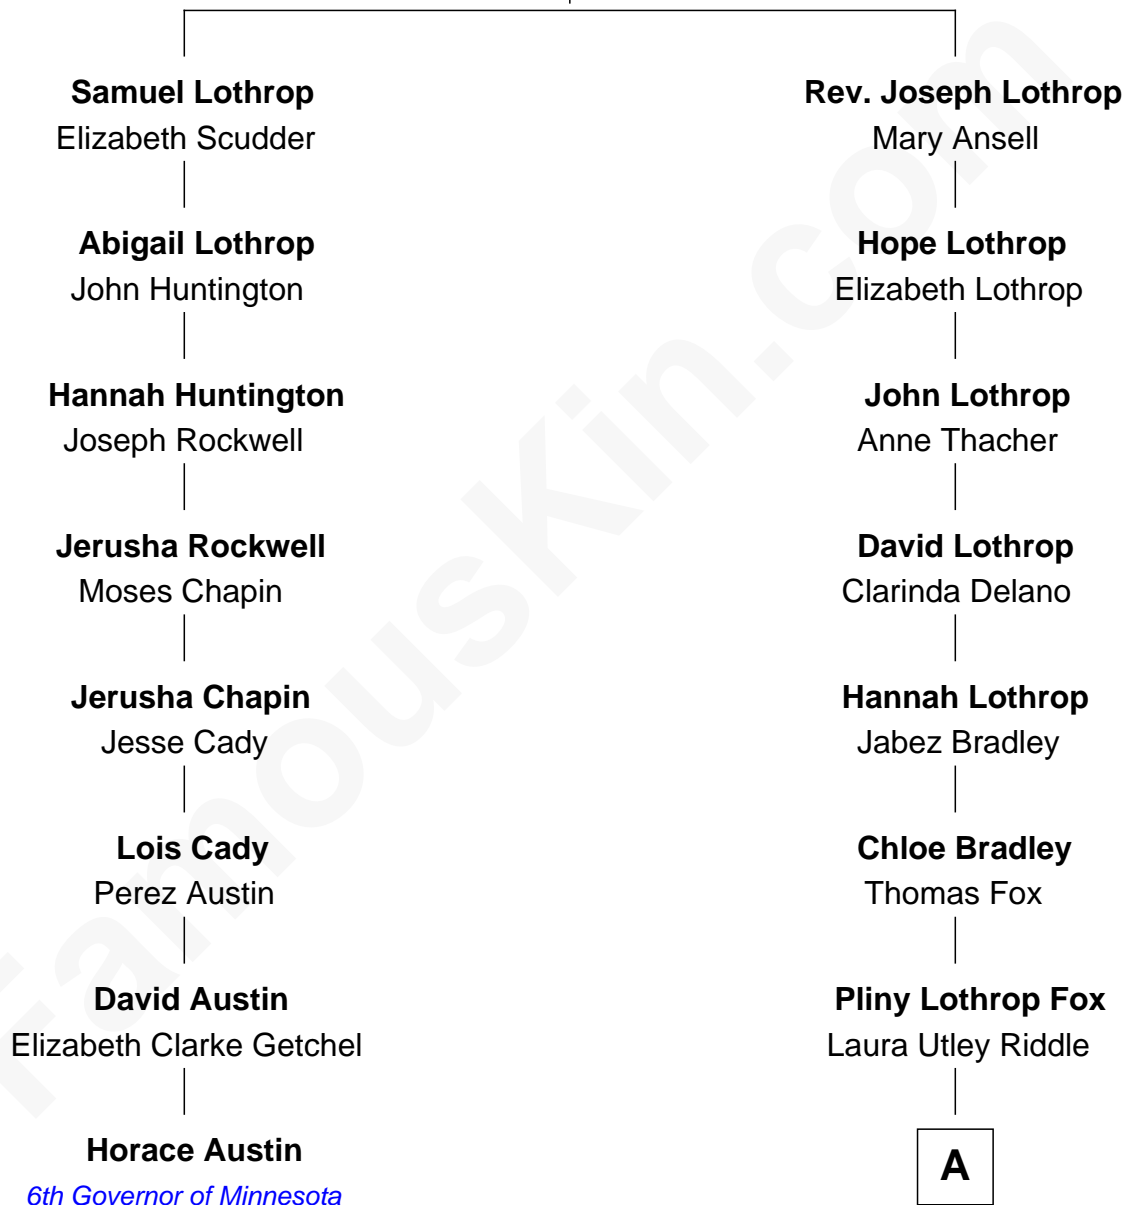 Samuel Lothrop
Elizabeth Scudder
Abigail Lothrop
John Huntington
Hannah Huntington
Joseph Rockwell
Jerusha Rockwell
Moses Chapin
Jerusha Chapin
Jesse Cady
Lois Cady
Perez Austin
David Austin
Elizabeth Clarke Getchel
Horace Austin
6th Governor of Minnesota
Rev. Joseph Lothrop
Mary Ansell
Hope Lothrop
Elizabeth Lothrop
John Lothrop
Anne Thacher
David Lothrop
Clarinda Delano
Hannah Lothrop
Jabez Bradley
Chloe Bradley
Thomas Fox
Pliny Lothrop Fox
Laura Utley Riddle
A
FamousKin.com